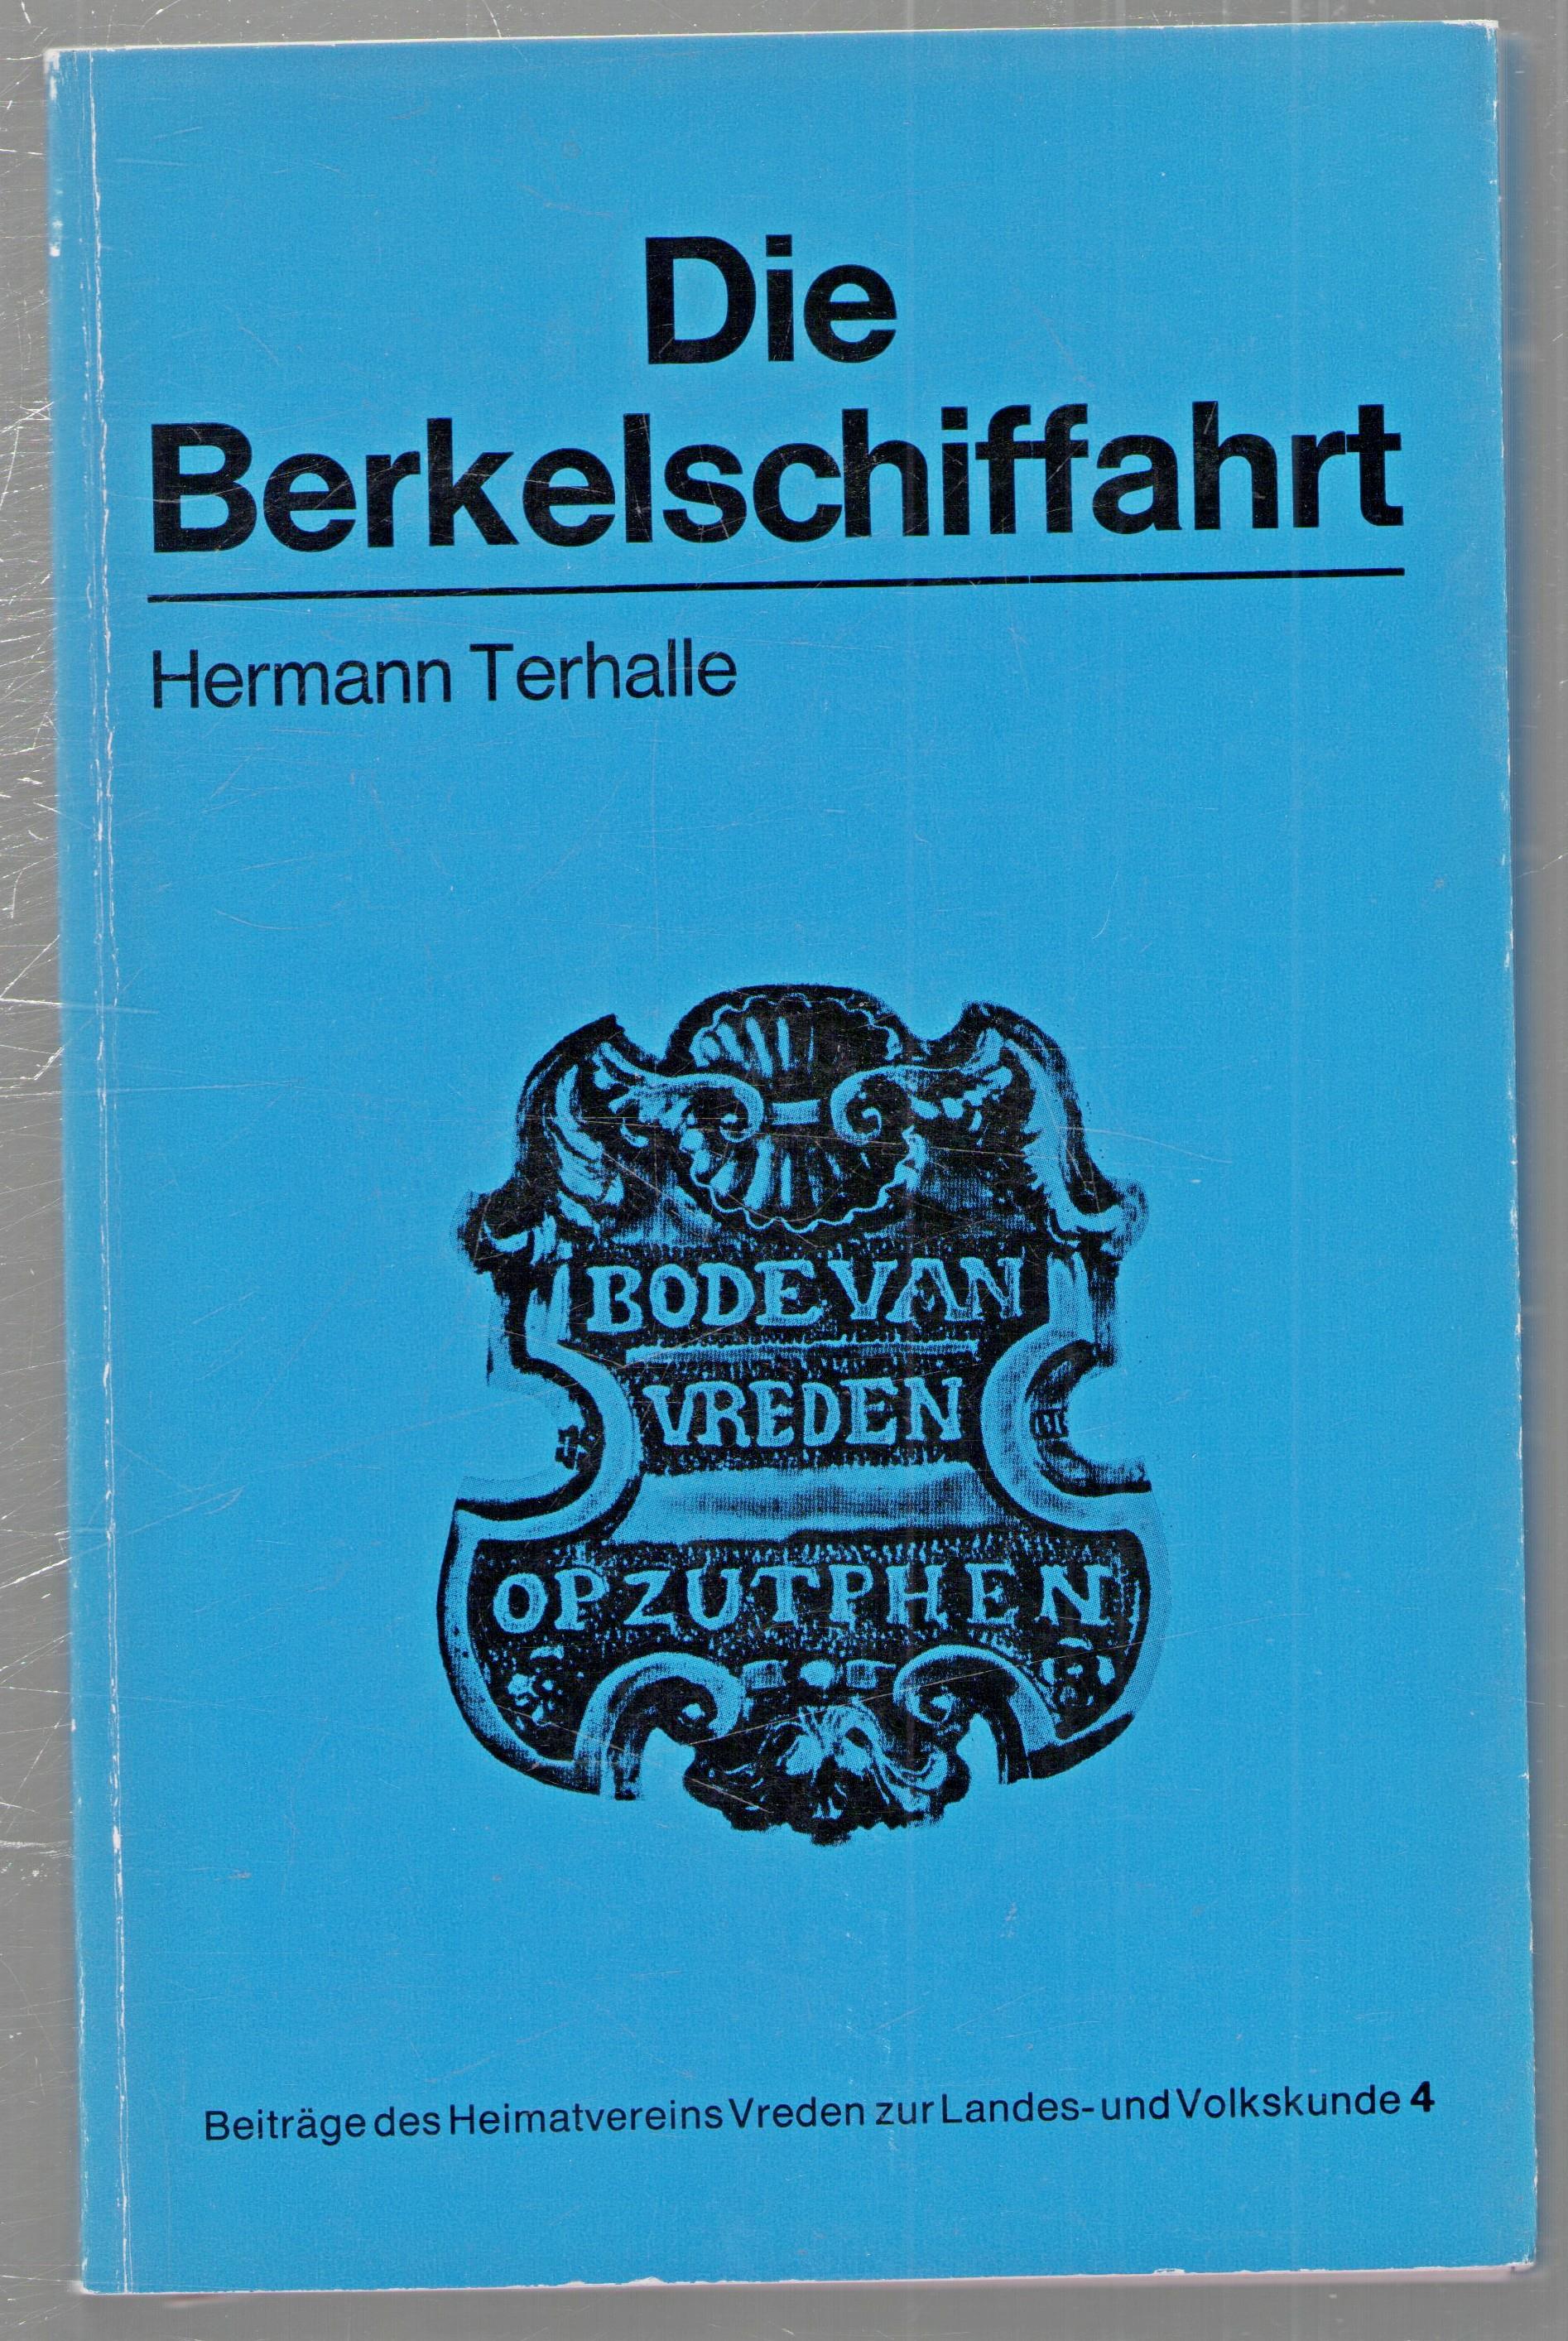 Die
Berkelschiffahrt
Hermann Terhalle
BODE VAN
VREDEN
OP ZUTPHEN
Beiträge des Heimatvereins Vreden zur Landes- und Volkskunde 4